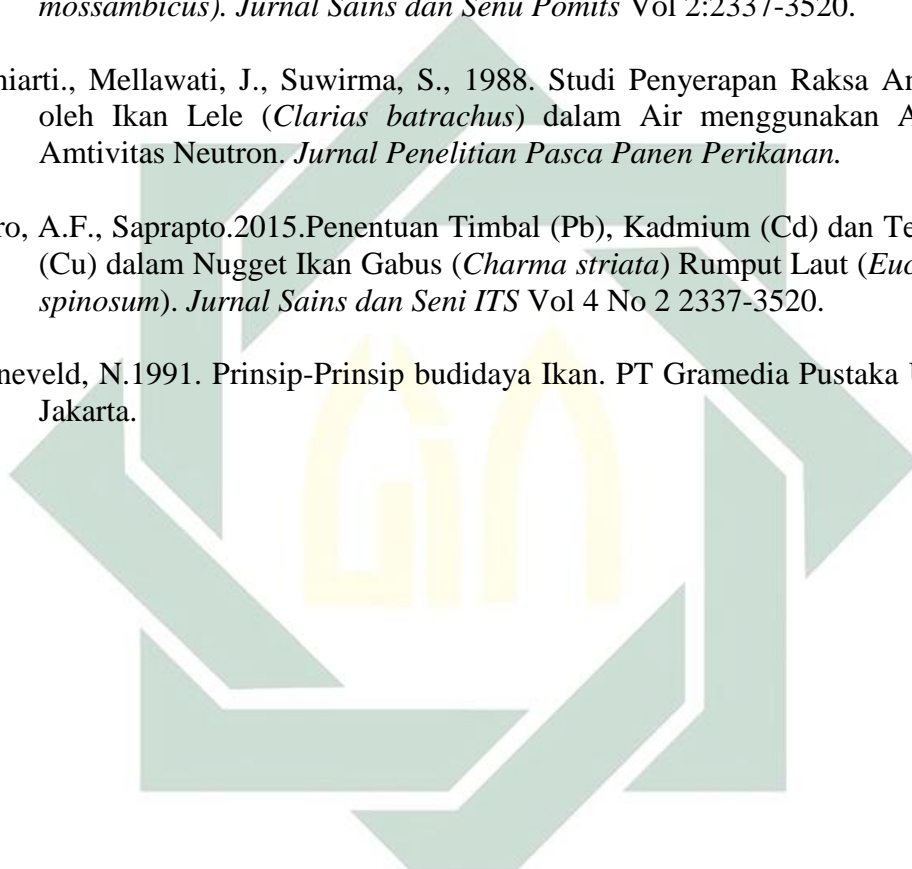 mossambicus). Jurnal Sains dan Senu Pomits Vol 2:2337-3520.
niarti., Mellawati, J., Suwirma, S., 1988. Studi Penyerapan Raksa
oleh Ikan Lele (Clarias batrachus) dalam Air menggunakan
Amtivitas Neutron. Jurnal Penelitian Pasca Panen Perikanan.
ro, A.F., Saprapto.2015.Penentuan Timbal (Pb), Kadmium (Cd) dan
(Cu) dalam Nugget Ikan Gabus (Charma striata) Rumput Laut (Euc
spinosum). Jurnal Sains dan Seni ITS Vol 4 No 2 2337-3520.
neveld, N.1991. Prinsip-Prinsip budidaya Ikan. PT Gramedia Pustaka
Jakarta.